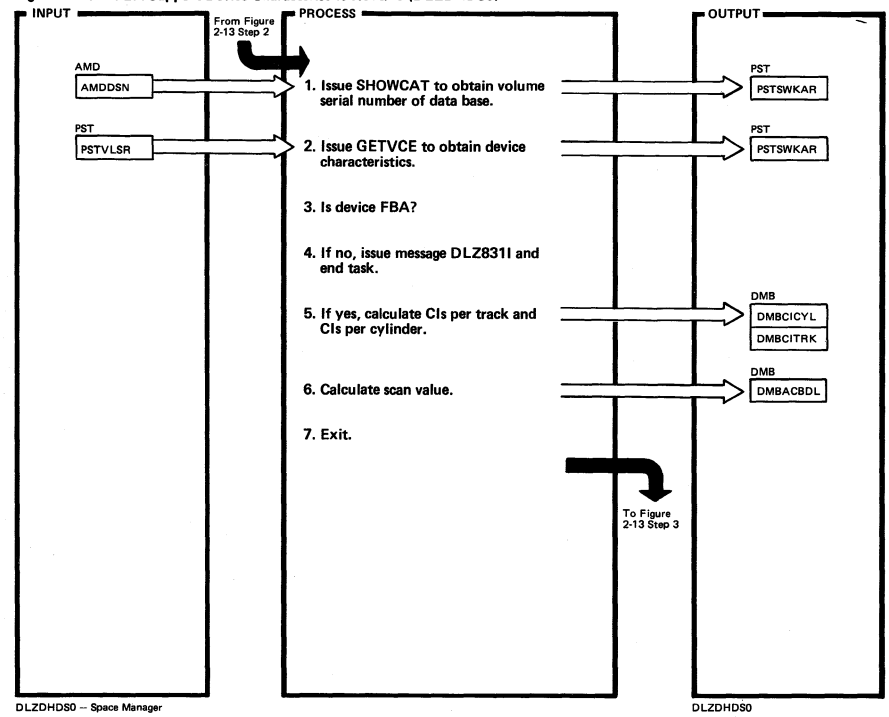 INPUT
From Figure
2-13 Step 2
PROCESS
OUTPUT
AMD
AMDDSN
1. Issue SHOWCAT to obtain volume
serial number of data base.
PST
PSTSWKAR
PST
PSTVLSR
2. Issue GETVCE to obtain device
characteristics.
PST
PSTSWKAR
3. Is device FBA?
4. If no, issue message DLZ831I and
end task.
5. If yes, calculate CIs per track and
CIs per cylinder.
DMB
DMBCICYL
DMBCITRK
6. Calculate scan value.
DMB
DMBACBDL
7. Exit.
To Figure
2-13 Step 3
DLZDHDS0 -- Space Manager
DLZDHDS0